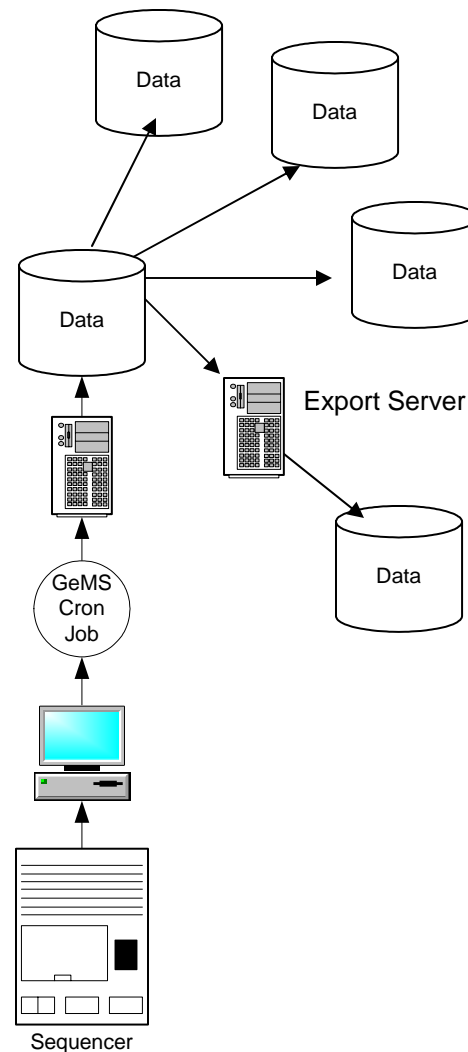 Data
Data
Data
Data
Export Server
Data
GeMS
Cron
Job
Sequencer